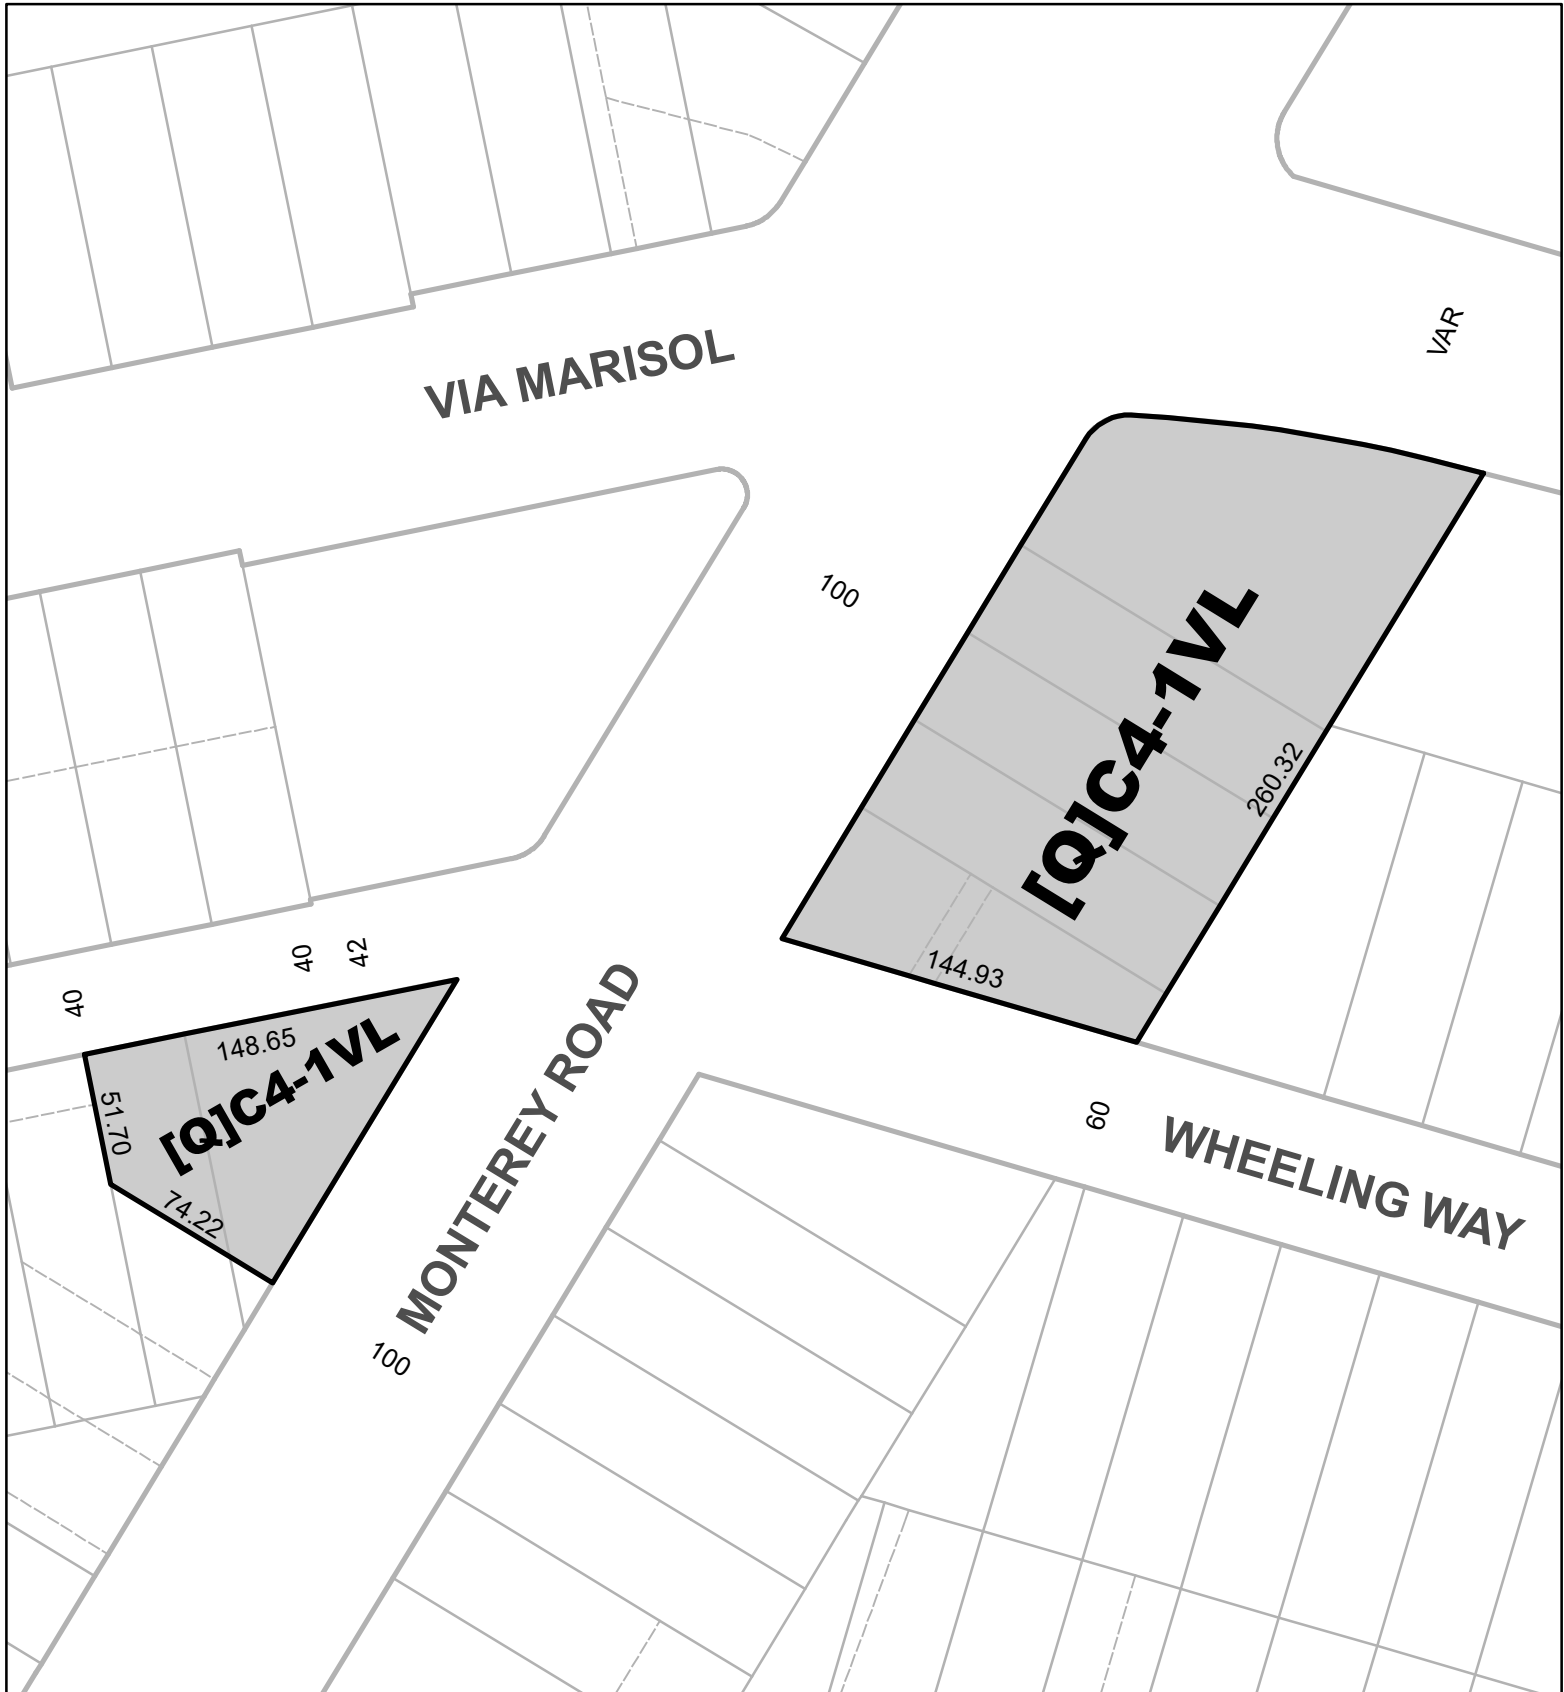 VAR
VIA MARISOL
100
[Q]C4-1VL
260.32
144.93
40
42
40
148.65
[Q]C4-1VL
51.70
74.22
MONTEREY ROAD
60
WHEELING WAY
100